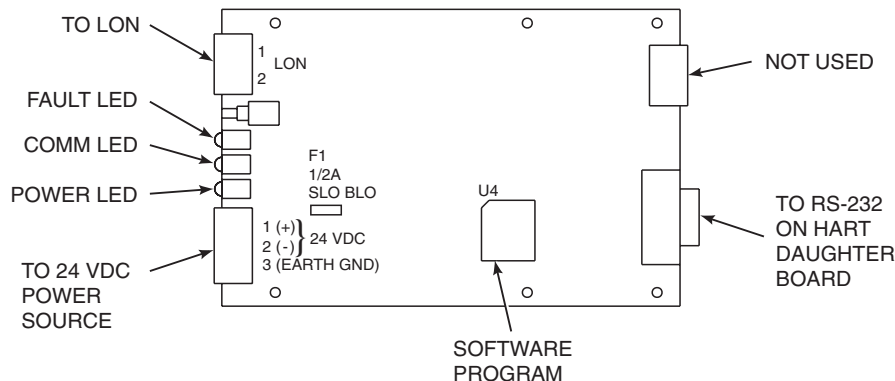 TO LON
FAULT LED
COMM LED
POWER LED
TO 24 VDC
POWER
SOURCE
1
2
LON
F1
1/2A
SLO BLO
1 (+)
2 (-)
} 24 VDC
3 (EARTH GND)
U4
SOFTWARE
PROGRAM
NOT USED
TO RS-232
ON HART
DAUGHTER
BOARD